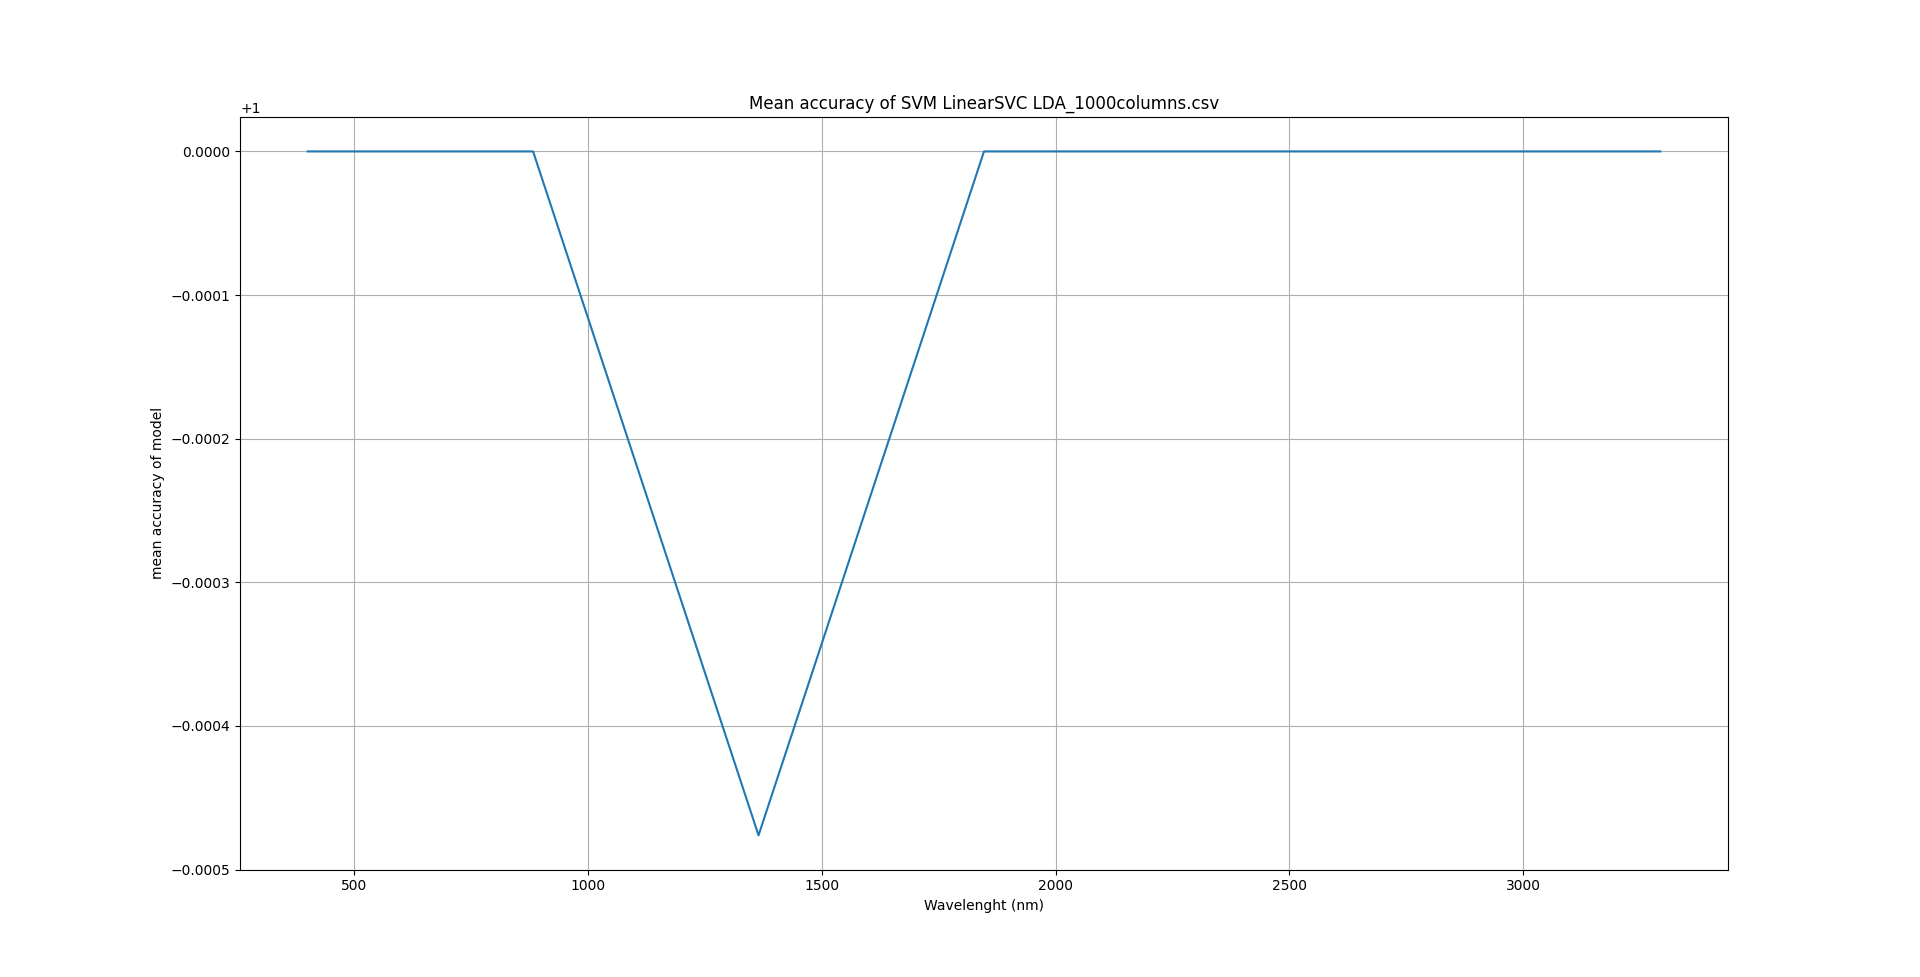 Mean accuracy of SVM LinearSVC LDA_1000columns.csv
+1
0.0000
−0.0001
−0.0002
−0.0003
−0.0004
−0.0005
mean accuracy of model
500 1000 1500 2000 2500 3000
Wavelenght (nm)